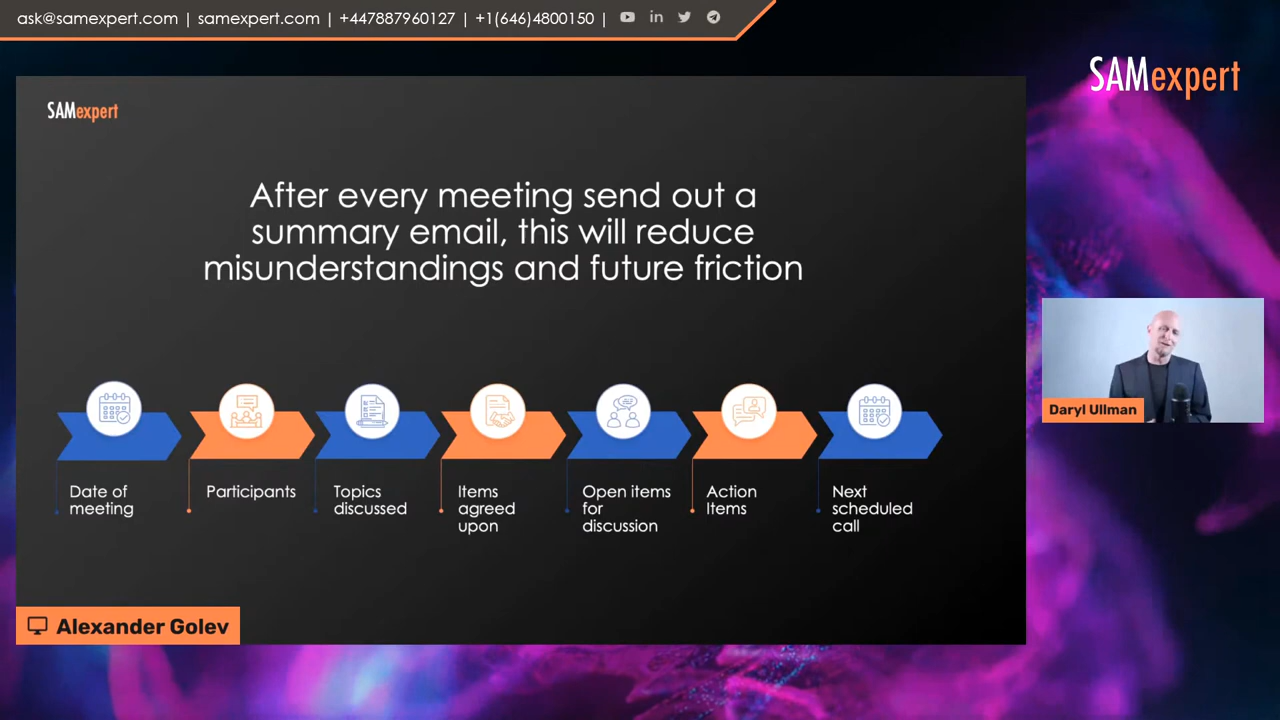 ask@samexpert.com | samexpert.com | +447887960127 | +1(646)4800150 |
SAMexpert
SAMexpert
After every meeting send out a
summary email, this will reduce
misunderstandings and future friction
Date of
meeting
Participants
Topics
discussed
Items
agreed
upon
Open items
for
discussion
Action
Items
Next
scheduled
call
Daryl Ullman
Alexander Golev